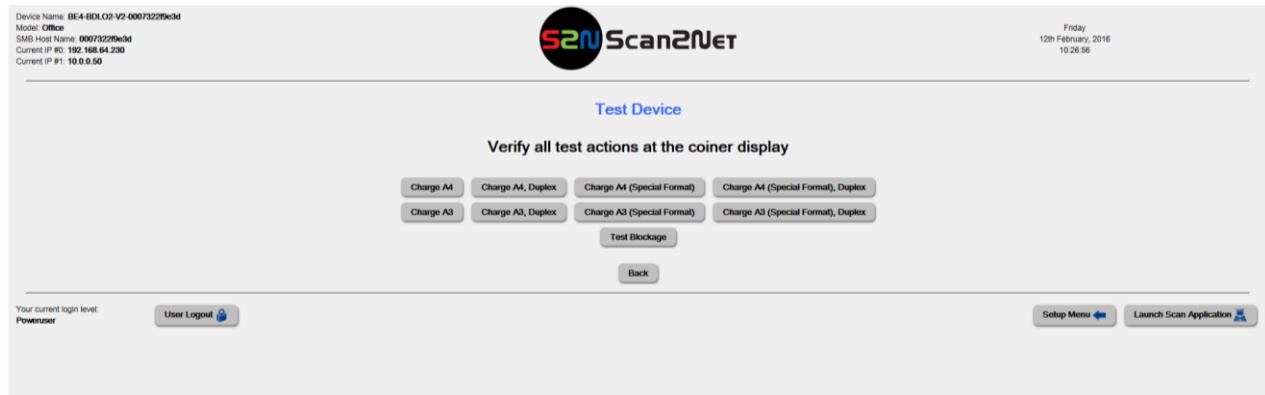 Device Name: BE4-BDLO2-V2-0007322f9e3d
Model: Office
SMB Host Name: 0007322f9e3d
Current IP #0: 192.168.64.230
Current IP #1: 10.0.0.50
S2N Scan2Net
Friday
12th February, 2016
10:26:56
Test Device
Verify all test actions at the coiner display
Charge A4 Charge A4, Duplex Charge A4 (Special Format) Charge A4 (Special Format), Duplex
Charge A3 Charge A3, Duplex Charge A3 (Special Format) Charge A3 (Special Format), Duplex
Test Blockage
Back
Your current login level:
Poweruser
User Logout
Setup Menu Launch Scan Application